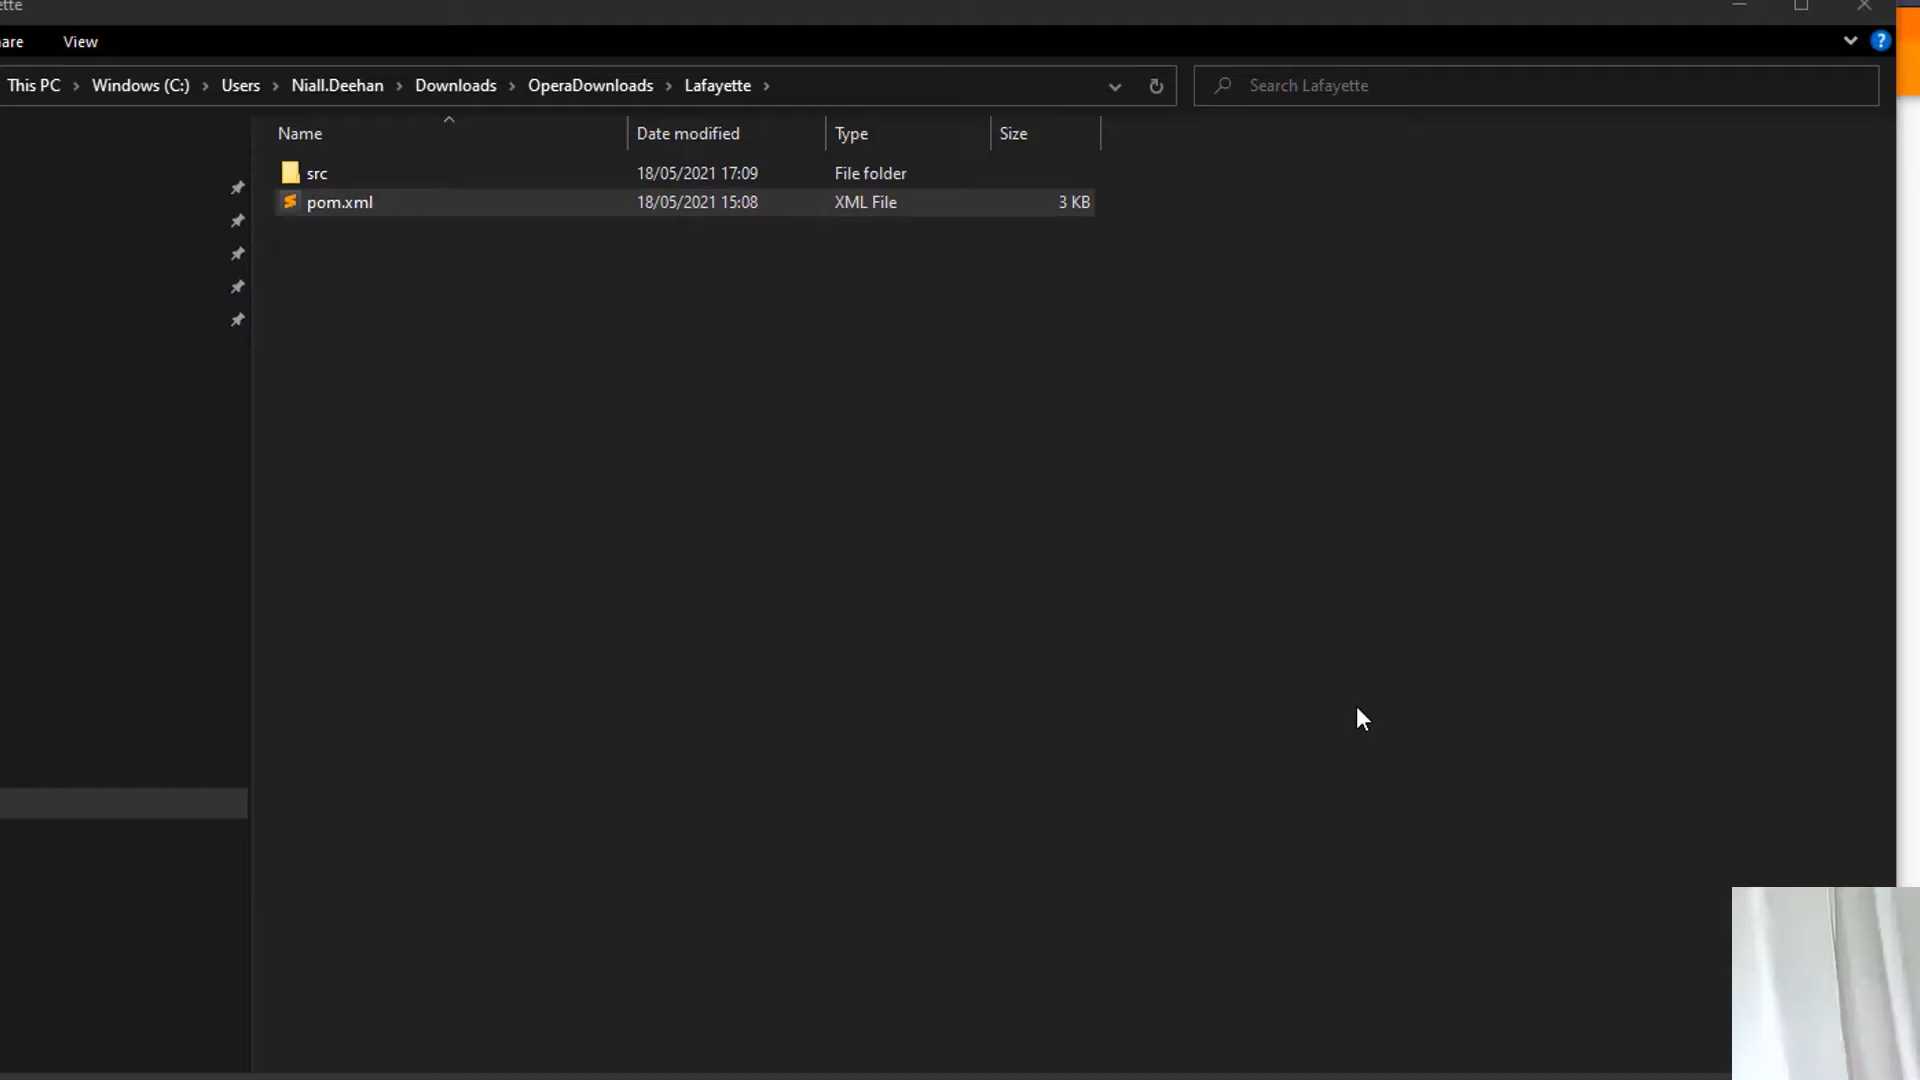 ette
are View
?
This PC > Windows (C:) > Users > Niall.Deehan > Downloads > OperaDownloads > Lafayette >
Search Lafayette
Name Date modified Type Size
src 18/05/2021 17:09 File folder
pom.xml 18/05/2021 15:08 XML File 3 KB